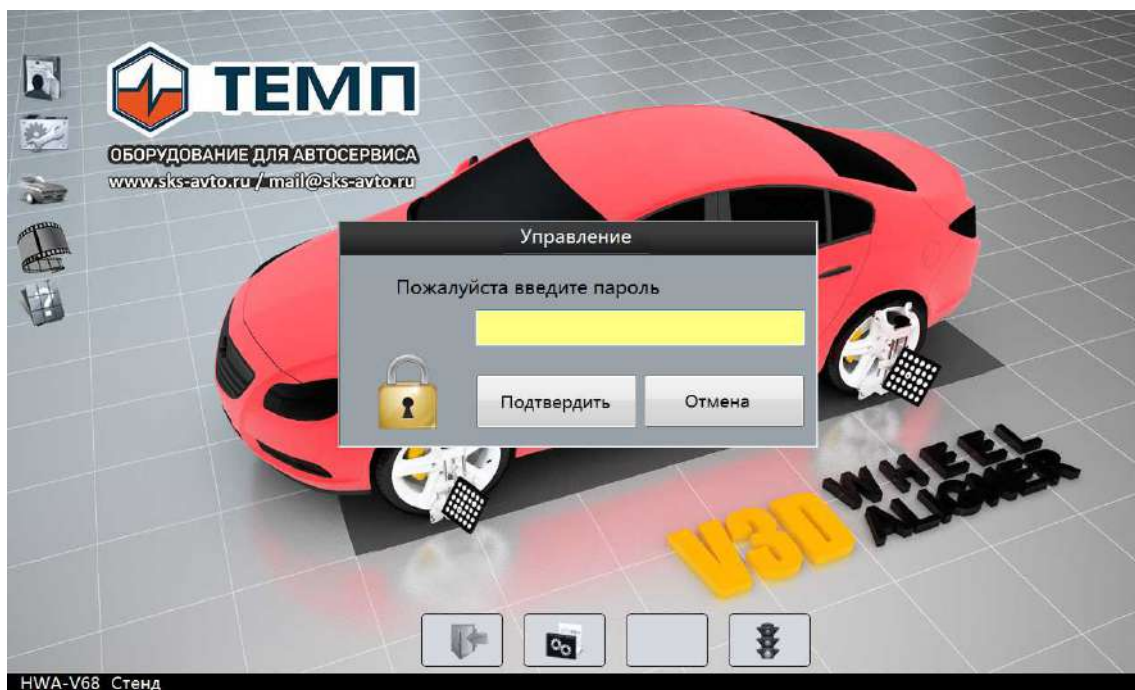 ТЕМП
ОБОРУДОВАНИЕ ДЛЯ АВТОСЕРВИСА
www.sks-avto.ru / mail@sks-avto.ru
Управление
Пожалуйста введите пароль
Подтвердить
Отмена
V3D WHEEL
ALIGNER
HWA-V68 Стенд